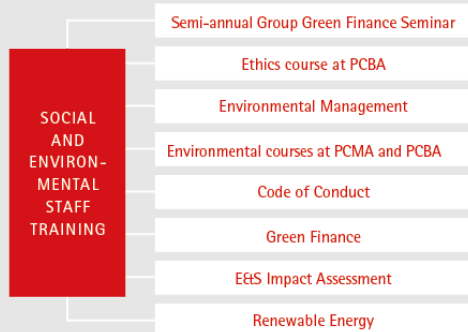 SOCIAL
AND
ENVIRON-
MENTAL
STAFF
TRAINING
Semi-annual Group Green Finance Seminar
Ethics course at PCBA
Environmental Management
Environmental courses at PCMA and PCBA
Code of Conduct
Green Finance
E&S Impact Assessment
Renewable Energy